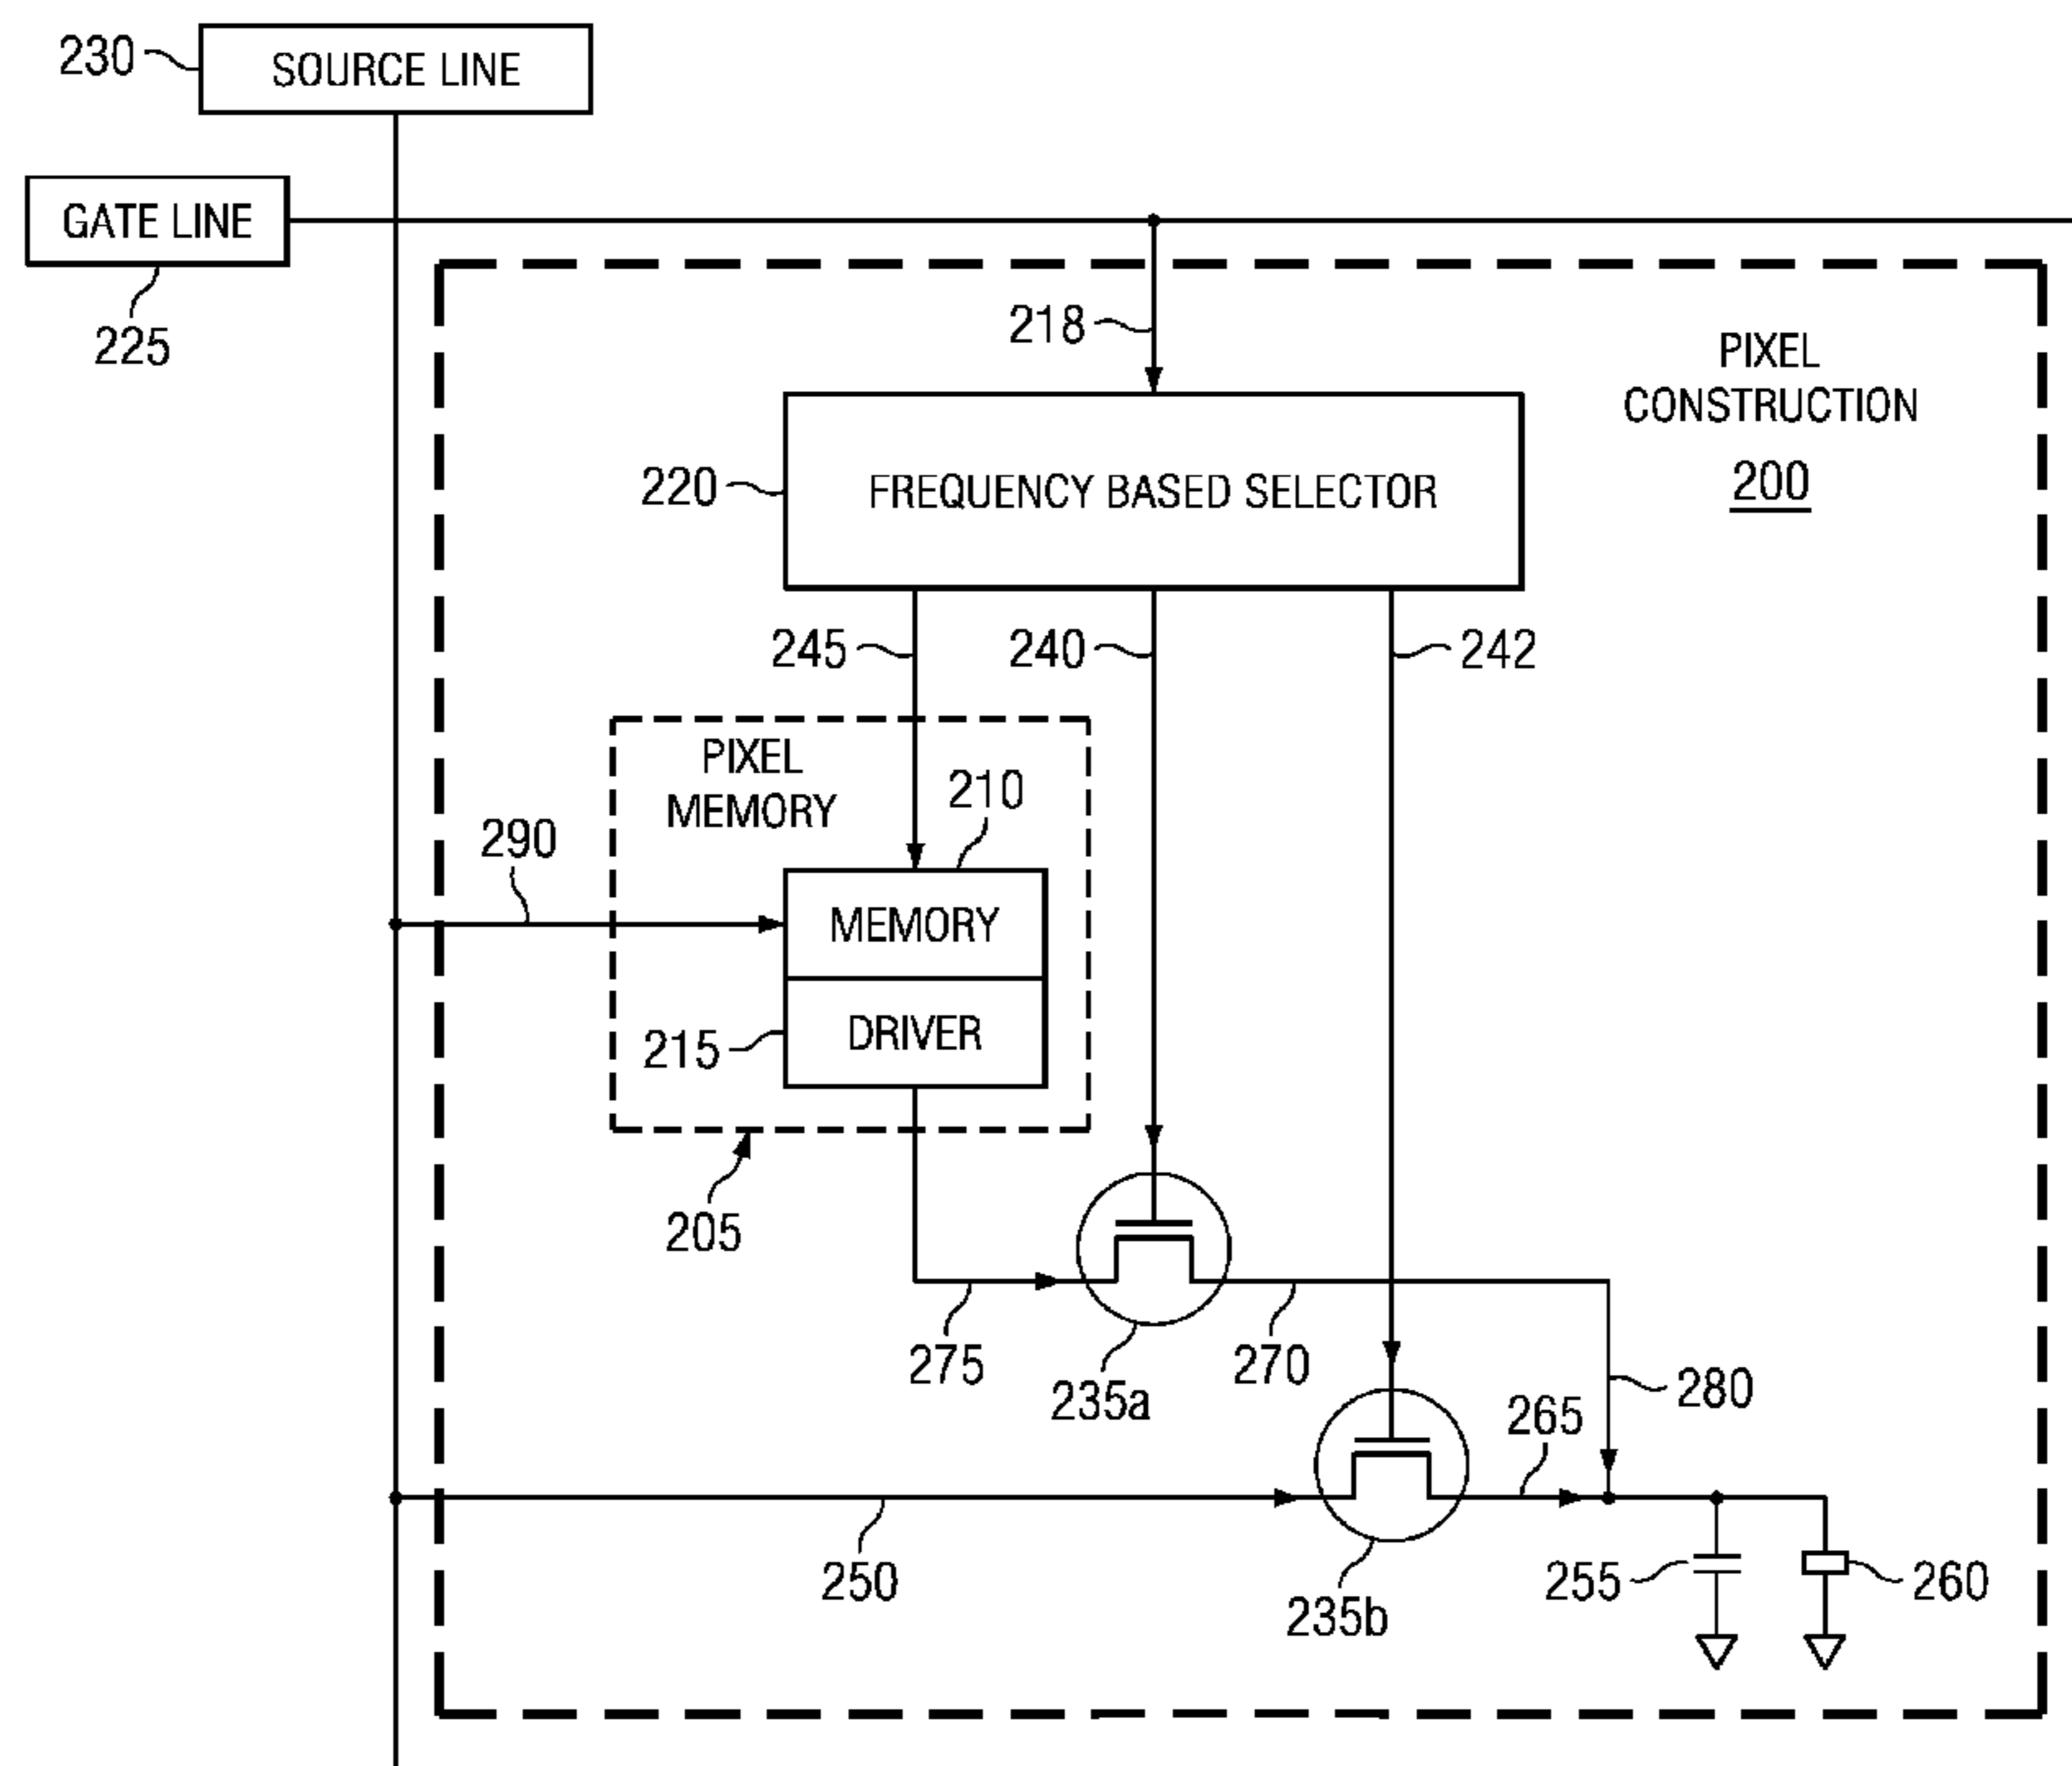 230
SOURCE LINE
GATE LINE
225
218
PIXEL
CONSTRUCTION
200
220
FREQUENCY BASED SELECTOR
245
240
242
PIXEL
MEMORY
210
290
MEMORY
215
DRIVER
205
275
235a
270
280
265
250
235b
255
260